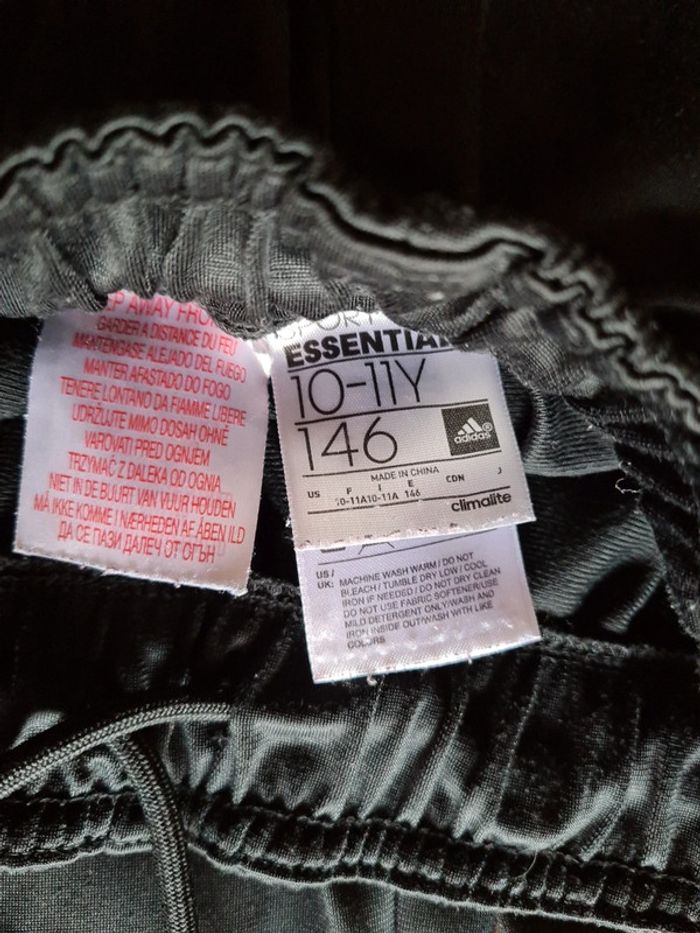 GARDER A DISTANCE DU FEU
MANTENGASE ALEJADO DEL FUEGO
MANTER AFASTADO DO FOGO
TENERE LONTANO DA FIAMME LIBERE
UDRŽUJTE MIMO DOSAH OHNĚ
VAROVATI PRED OGNJEM
TRZYMAĆ Z DALEKA OD OGNIA
NIET IN DE BUURT VAN VUUR HOUDEN
MÅ IKKE KOMME I NÆRHEDEN AF ÅBEN ILD
ДА СЕ ПАЗИ ДАЛЕЧ ОТ ОГЪН
10-11Y
146
adidas
MADE IN CHINA
US F I E CDN J
10-11A 10-11A 146
climalite
US /
UK: MACHINE WASH WARM / DO NOT
BLEACH / TUMBLE DRY LOW / COOL
IRON IF NEEDED / DO NOT DRY CLEAN
DO NOT USE FABRIC SOFTENER/USE
MILD DETERGENT ONLY/WASH AND
IRON INSIDE OUT/WASH WITH LIKE
COLORS